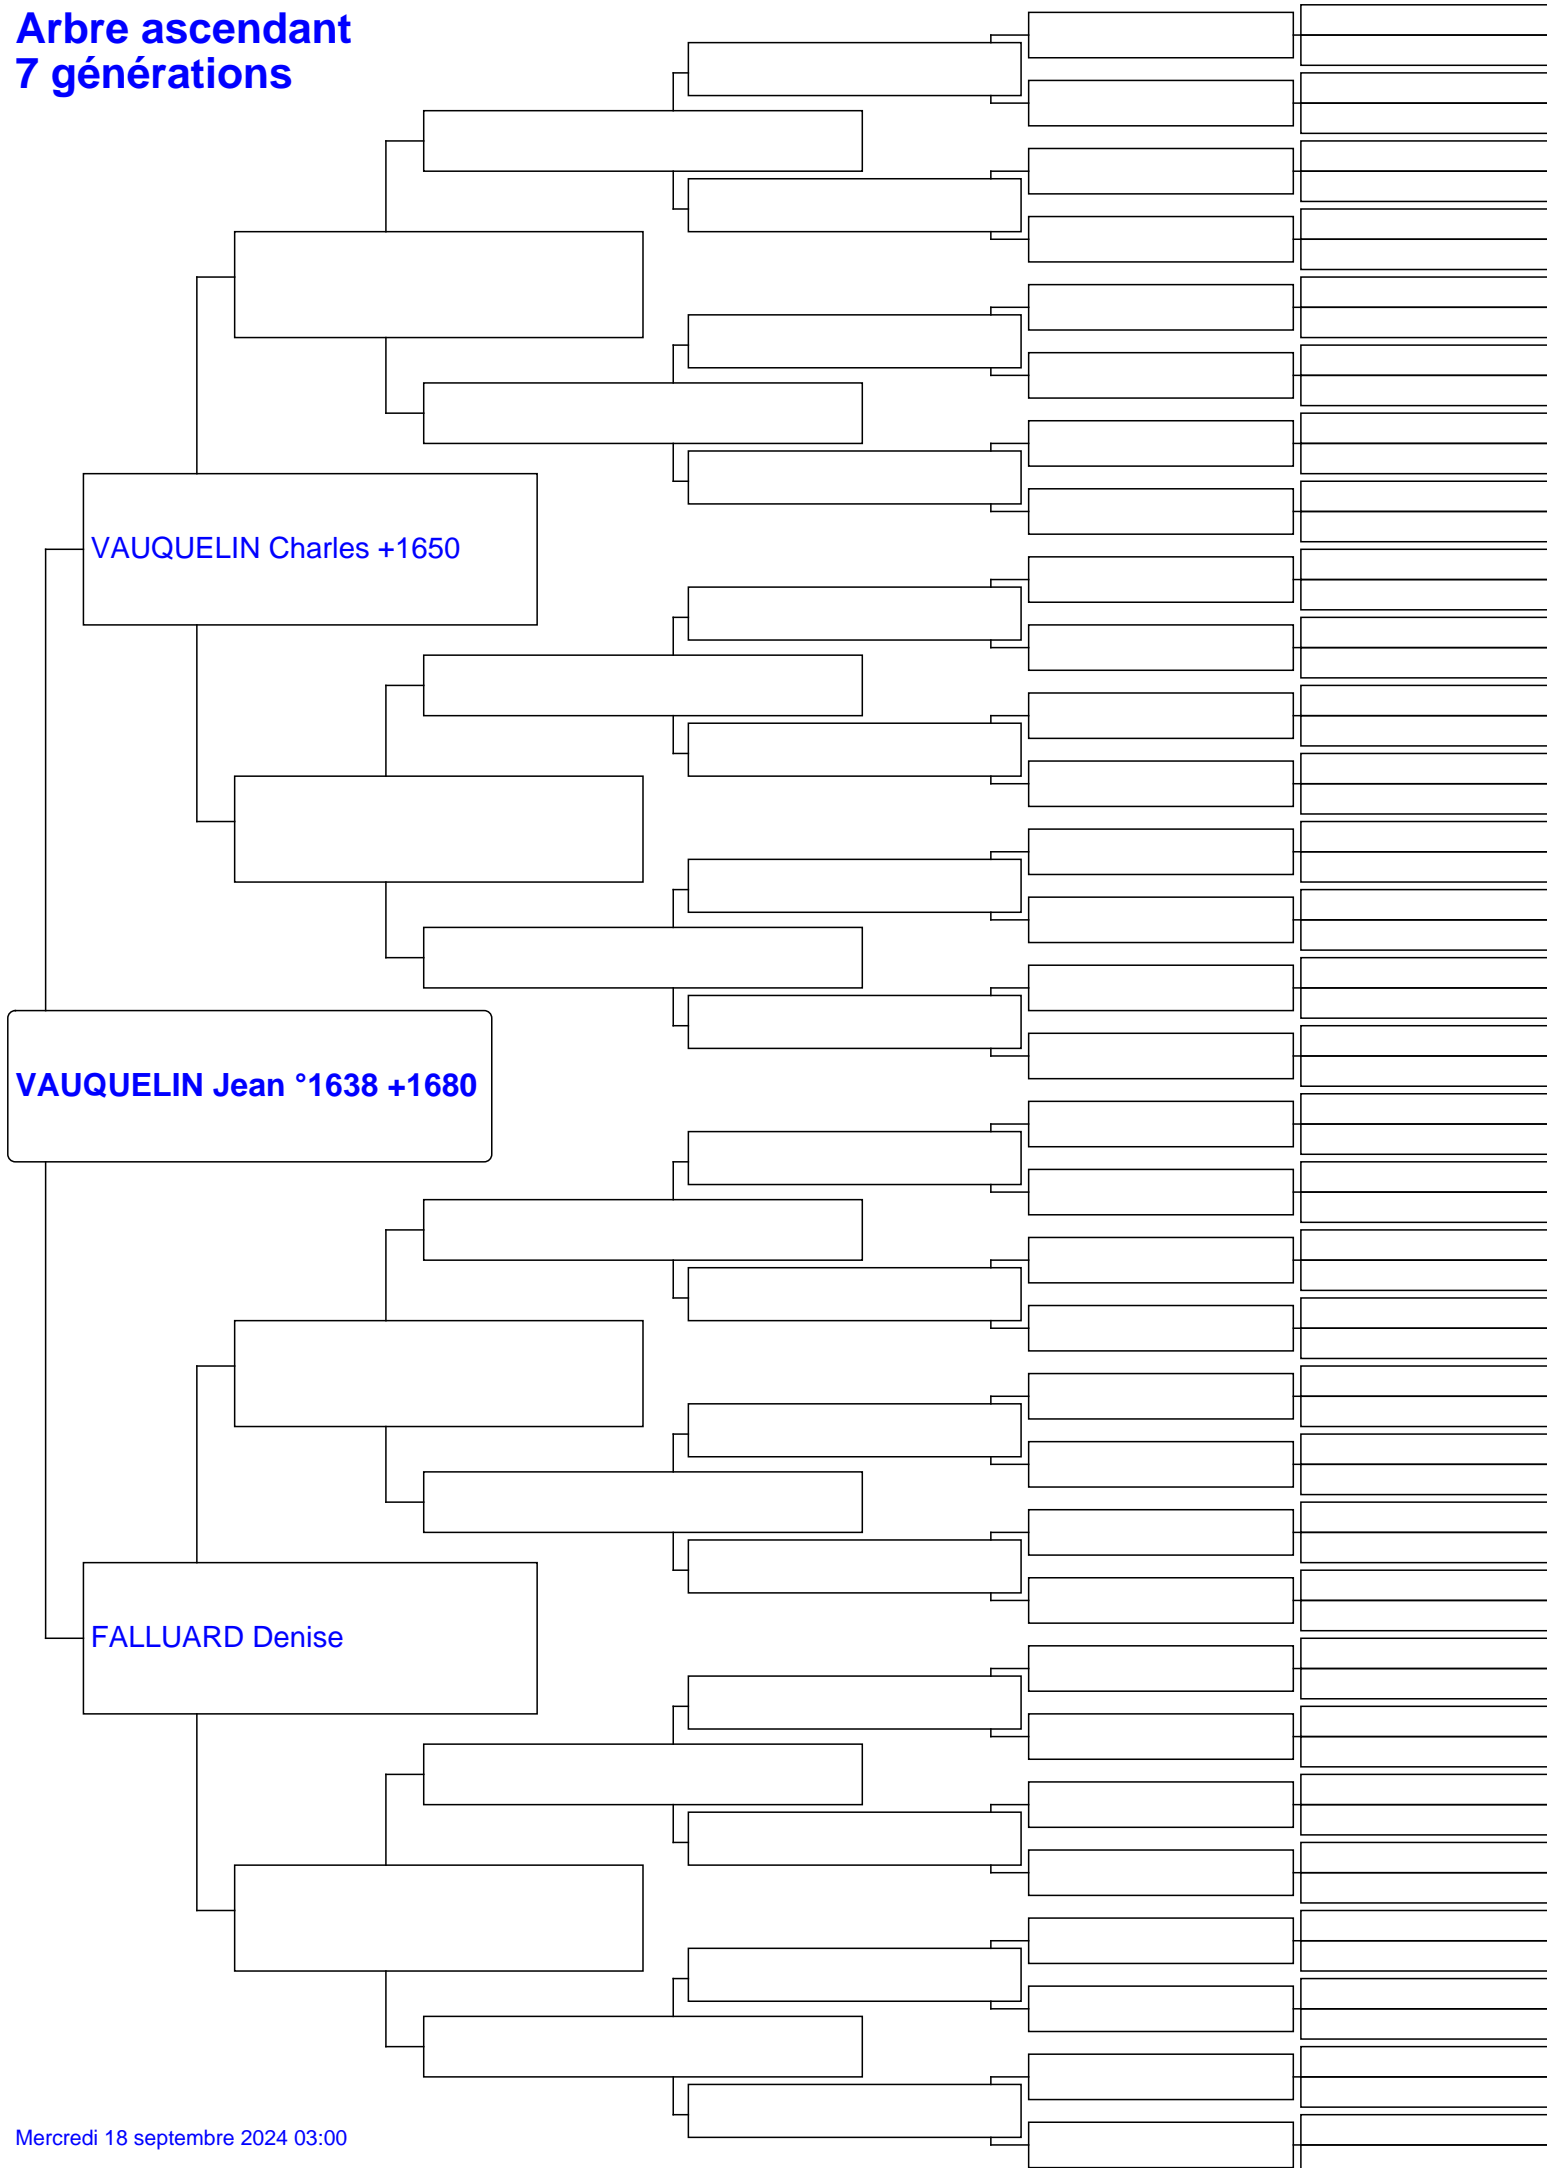 Arbre ascendant
7 générations
VAUQUELIN Charles +1650
VAUQUELIN Jean °1638 +1680
FALLUARD Denise
Mercredi 18 septembre 2024 03:00